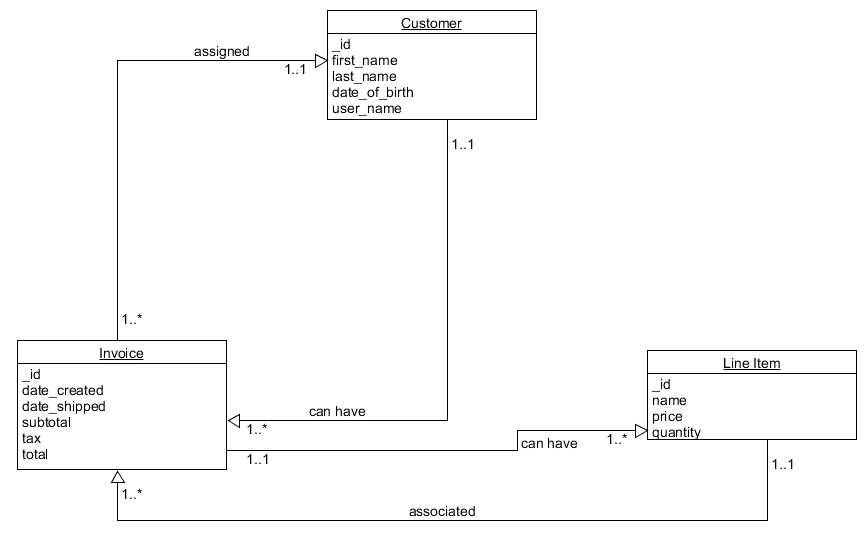 Customer
_id
first_name
last_name
date_of_birth
user_name
assigned
1..1
1..1
1..*
Invoice
_id
date_created
date_shipped
subtotal
tax
total
can have
1..*
1..1
can have
1..*
Line Item
_id
name
price
quantity
1..1
1..*
associated